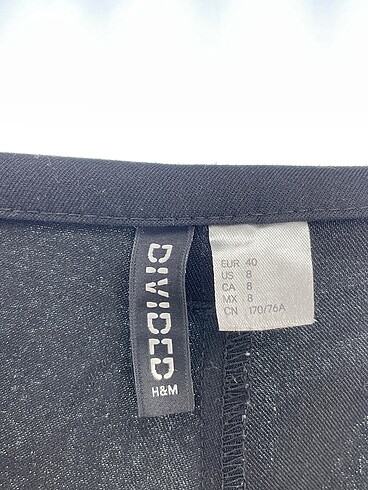 DIVIDED
H&M
EUR 40
US 8
CA 8
MX 8
CN 170/76A